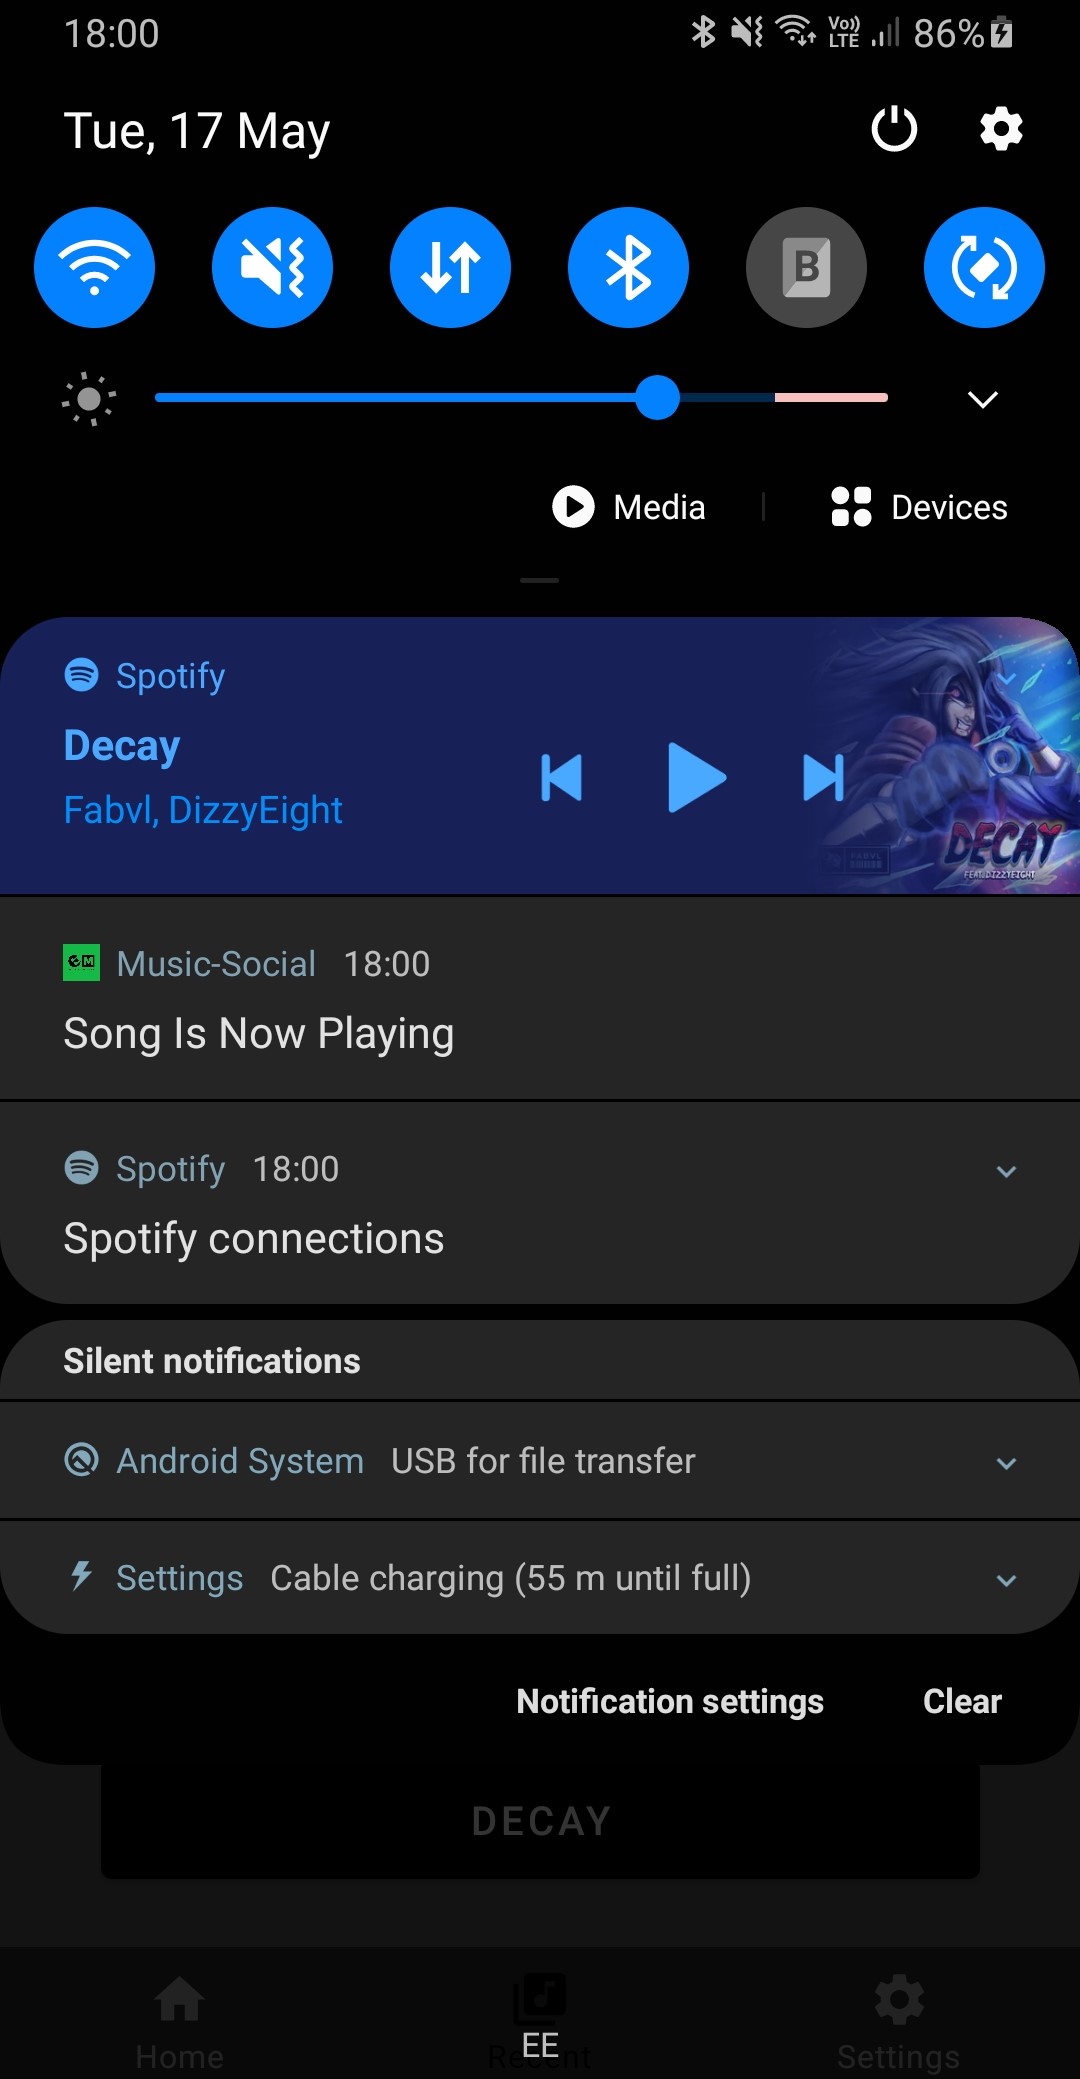 18:00 Vo)) LTE 86%
Tue, 17 May
B
Media Devices
Spotify
Decay
Fabvl, DizzyEight
FABVL
DECAY
FEAT. DIZZYEIGHT
Music-Social 18:00
Song Is Now Playing
Spotify 18:00
Spotify connections
Silent notifications
Android System USB for file transfer
Settings Cable charging (55 m until full)
Notification settings Clear
DECAY
Home Recent Settings
EE